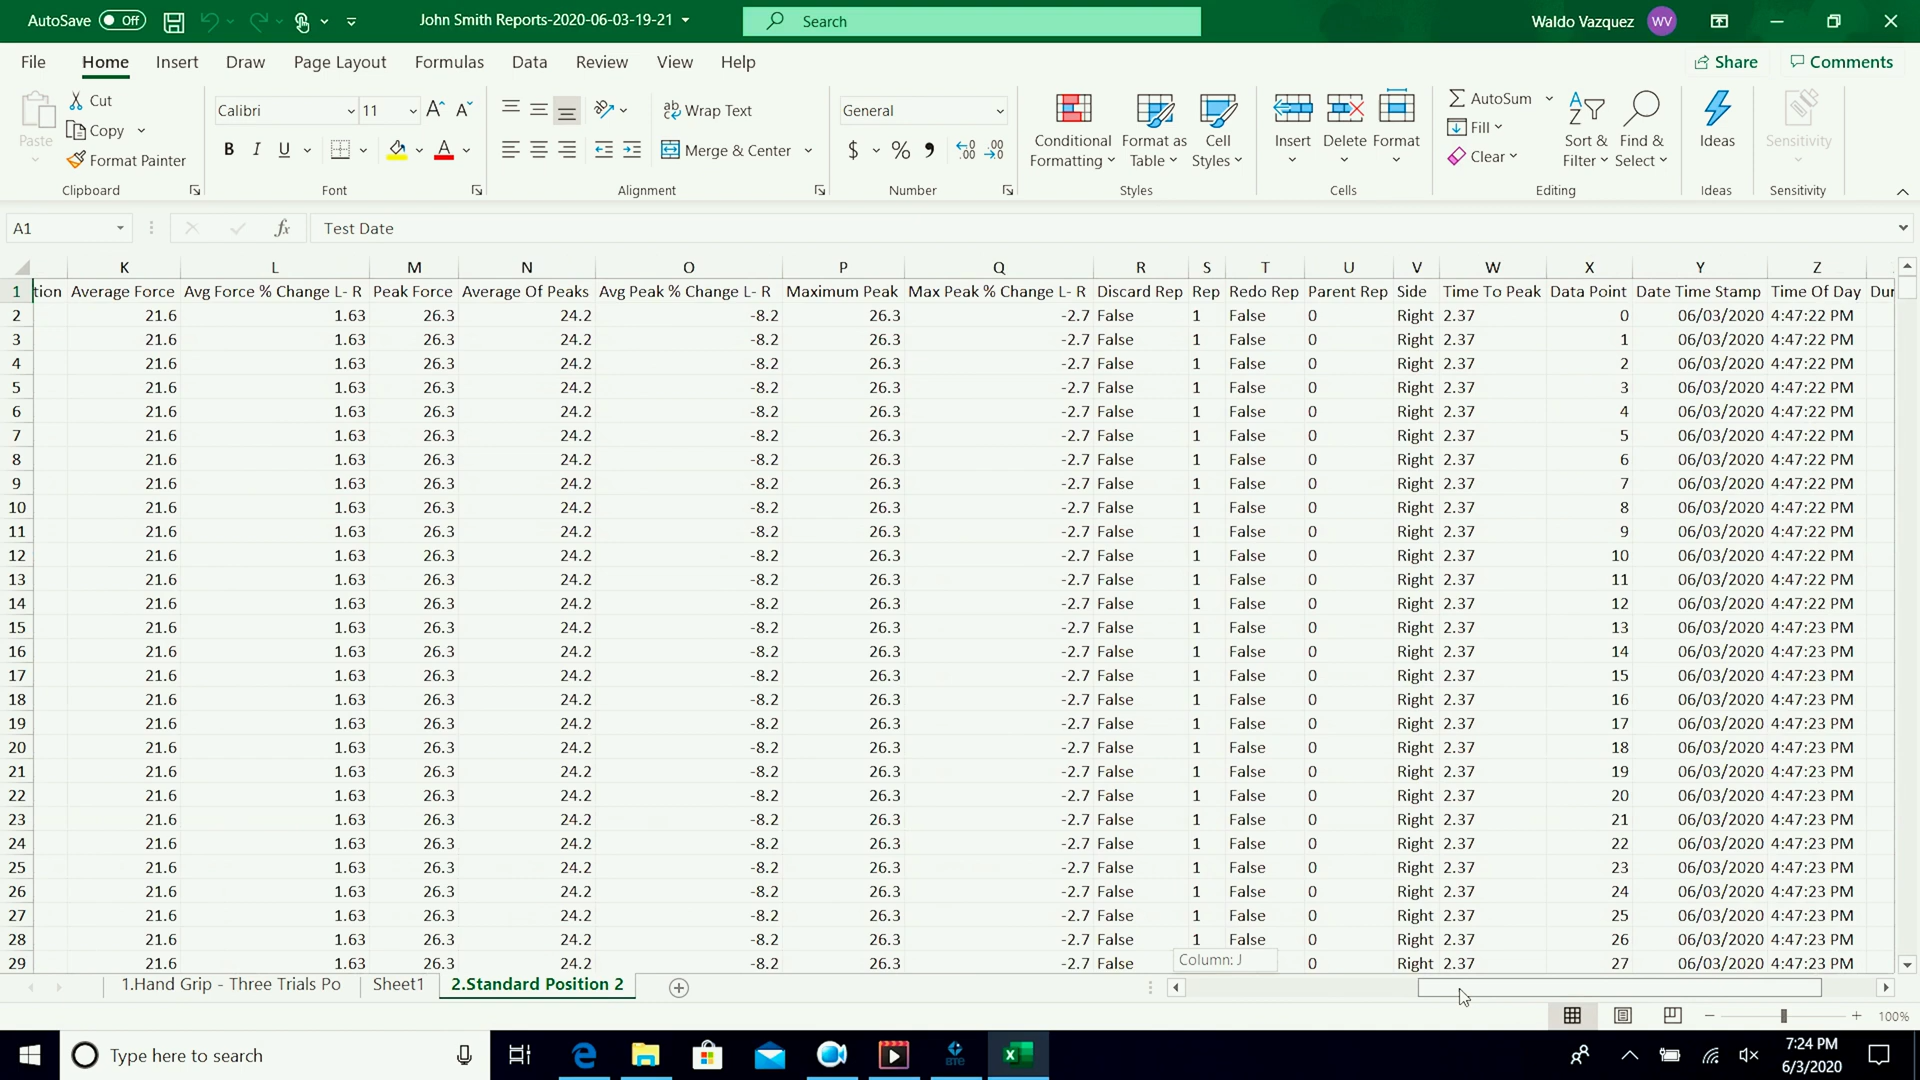 AutoSave Off John Smith Reports-2020-06-03-19-21 Search Waldo Vazquez WV
File Home Insert Draw Page Layout Formulas Data Review View Help Share Comments
Paste Cut Copy Format Painter Clipboard
Calibri 11 B I U A Font
Wrap Text Merge & Center Alignment
General $ % Number
Conditional Formatting Format as Table Cell Styles Styles
Insert Delete Format Cells
AutoSum Fill Clear Sort & Filter Find & Select Editing
Ideas Ideas
Sensitivity Sensitivity
A1 fx Test Date
K L M N O P Q R S T U V W X Y Z
1 tion Average Force Avg Force % Change L- R Peak Force Average Of Peaks Avg Peak % Change L- R Maximum Peak Max Peak % Change L- R Discard Rep Rep Redo Rep Parent Rep Side Time To Peak Data Point Date Time Stamp Time Of Day Dur
2 21.6 1.63 26.3 24.2 -8.2 26.3 -2.7 False 1 False 0 Right 2.37 0 06/03/2020 4:47:22 PM
3 21.6 1.63 26.3 24.2 -8.2 26.3 -2.7 False 1 False 0 Right 2.37 1 06/03/2020 4:47:22 PM
4 21.6 1.63 26.3 24.2 -8.2 26.3 -2.7 False 1 False 0 Right 2.37 2 06/03/2020 4:47:22 PM
5 21.6 1.63 26.3 24.2 -8.2 26.3 -2.7 False 1 False 0 Right 2.37 3 06/03/2020 4:47:22 PM
6 21.6 1.63 26.3 24.2 -8.2 26.3 -2.7 False 1 False 0 Right 2.37 4 06/03/2020 4:47:22 PM
7 21.6 1.63 26.3 24.2 -8.2 26.3 -2.7 False 1 False 0 Right 2.37 5 06/03/2020 4:47:22 PM
8 21.6 1.63 26.3 24.2 -8.2 26.3 -2.7 False 1 False 0 Right 2.37 6 06/03/2020 4:47:22 PM
9 21.6 1.63 26.3 24.2 -8.2 26.3 -2.7 False 1 False 0 Right 2.37 7 06/03/2020 4:47:22 PM
10 21.6 1.63 26.3 24.2 -8.2 26.3 -2.7 False 1 False 0 Right 2.37 8 06/03/2020 4:47:22 PM
11 21.6 1.63 26.3 24.2 -8.2 26.3 -2.7 False 1 False 0 Right 2.37 9 06/03/2020 4:47:22 PM
12 21.6 1.63 26.3 24.2 -8.2 26.3 -2.7 False 1 False 0 Right 2.37 10 06/03/2020 4:47:22 PM
13 21.6 1.63 26.3 24.2 -8.2 26.3 -2.7 False 1 False 0 Right 2.37 11 06/03/2020 4:47:22 PM
14 21.6 1.63 26.3 24.2 -8.2 26.3 -2.7 False 1 False 0 Right 2.37 12 06/03/2020 4:47:22 PM
15 21.6 1.63 26.3 24.2 -8.2 26.3 -2.7 False 1 False 0 Right 2.37 13 06/03/2020 4:47:23 PM
16 21.6 1.63 26.3 24.2 -8.2 26.3 -2.7 False 1 False 0 Right 2.37 14 06/03/2020 4:47:23 PM
17 21.6 1.63 26.3 24.2 -8.2 26.3 -2.7 False 1 False 0 Right 2.37 15 06/03/2020 4:47:23 PM
18 21.6 1.63 26.3 24.2 -8.2 26.3 -2.7 False 1 False 0 Right 2.37 16 06/03/2020 4:47:23 PM
19 21.6 1.63 26.3 24.2 -8.2 26.3 -2.7 False 1 False 0 Right 2.37 17 06/03/2020 4:47:23 PM
20 21.6 1.63 26.3 24.2 -8.2 26.3 -2.7 False 1 False 0 Right 2.37 18 06/03/2020 4:47:23 PM
21 21.6 1.63 26.3 24.2 -8.2 26.3 -2.7 False 1 False 0 Right 2.37 19 06/03/2020 4:47:23 PM
22 21.6 1.63 26.3 24.2 -8.2 26.3 -2.7 False 1 False 0 Right 2.37 20 06/03/2020 4:47:23 PM
23 21.6 1.63 26.3 24.2 -8.2 26.3 -2.7 False 1 False 0 Right 2.37 21 06/03/2020 4:47:23 PM
24 21.6 1.63 26.3 24.2 -8.2 26.3 -2.7 False 1 False 0 Right 2.37 22 06/03/2020 4:47:23 PM
25 21.6 1.63 26.3 24.2 -8.2 26.3 -2.7 False 1 False 0 Right 2.37 23 06/03/2020 4:47:23 PM
26 21.6 1.63 26.3 24.2 -8.2 26.3 -2.7 False 1 False 0 Right 2.37 24 06/03/2020 4:47:23 PM
27 21.6 1.63 26.3 24.2 -8.2 26.3 -2.7 False 1 False 0 Right 2.37 25 06/03/2020 4:47:23 PM
28 21.6 1.63 26.3 24.2 -8.2 26.3 -2.7 False 1 False 0 Right 2.37 26 06/03/2020 4:47:23 PM
29 21.6 1.63 26.3 24.2 -8.2 26.3 -2.7 False Column: J 0 Right 2.37 27 06/03/2020 4:47:23 PM
1.Hand Grip - Three Trials Po Sheet1 2.Standard Position 2
100%
Type here to search BTE 7:24 PM
6/3/2020